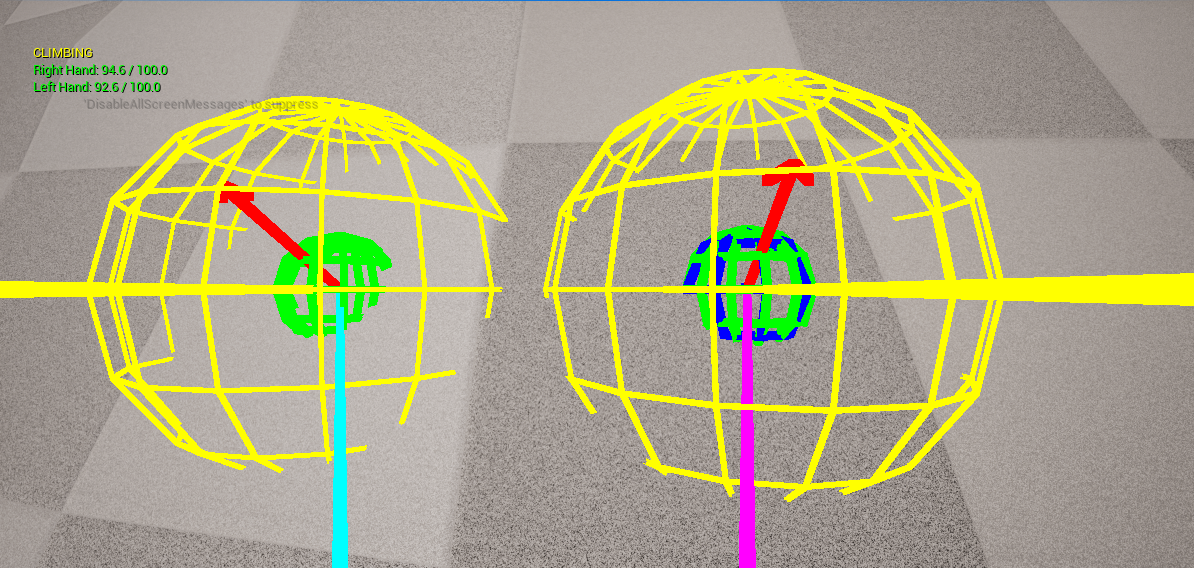 CLIMBING
Right Hand: 94.6 / 100.0
Left Hand: 92.6 / 100.0
'DisableAllScreenMessages' to suppress